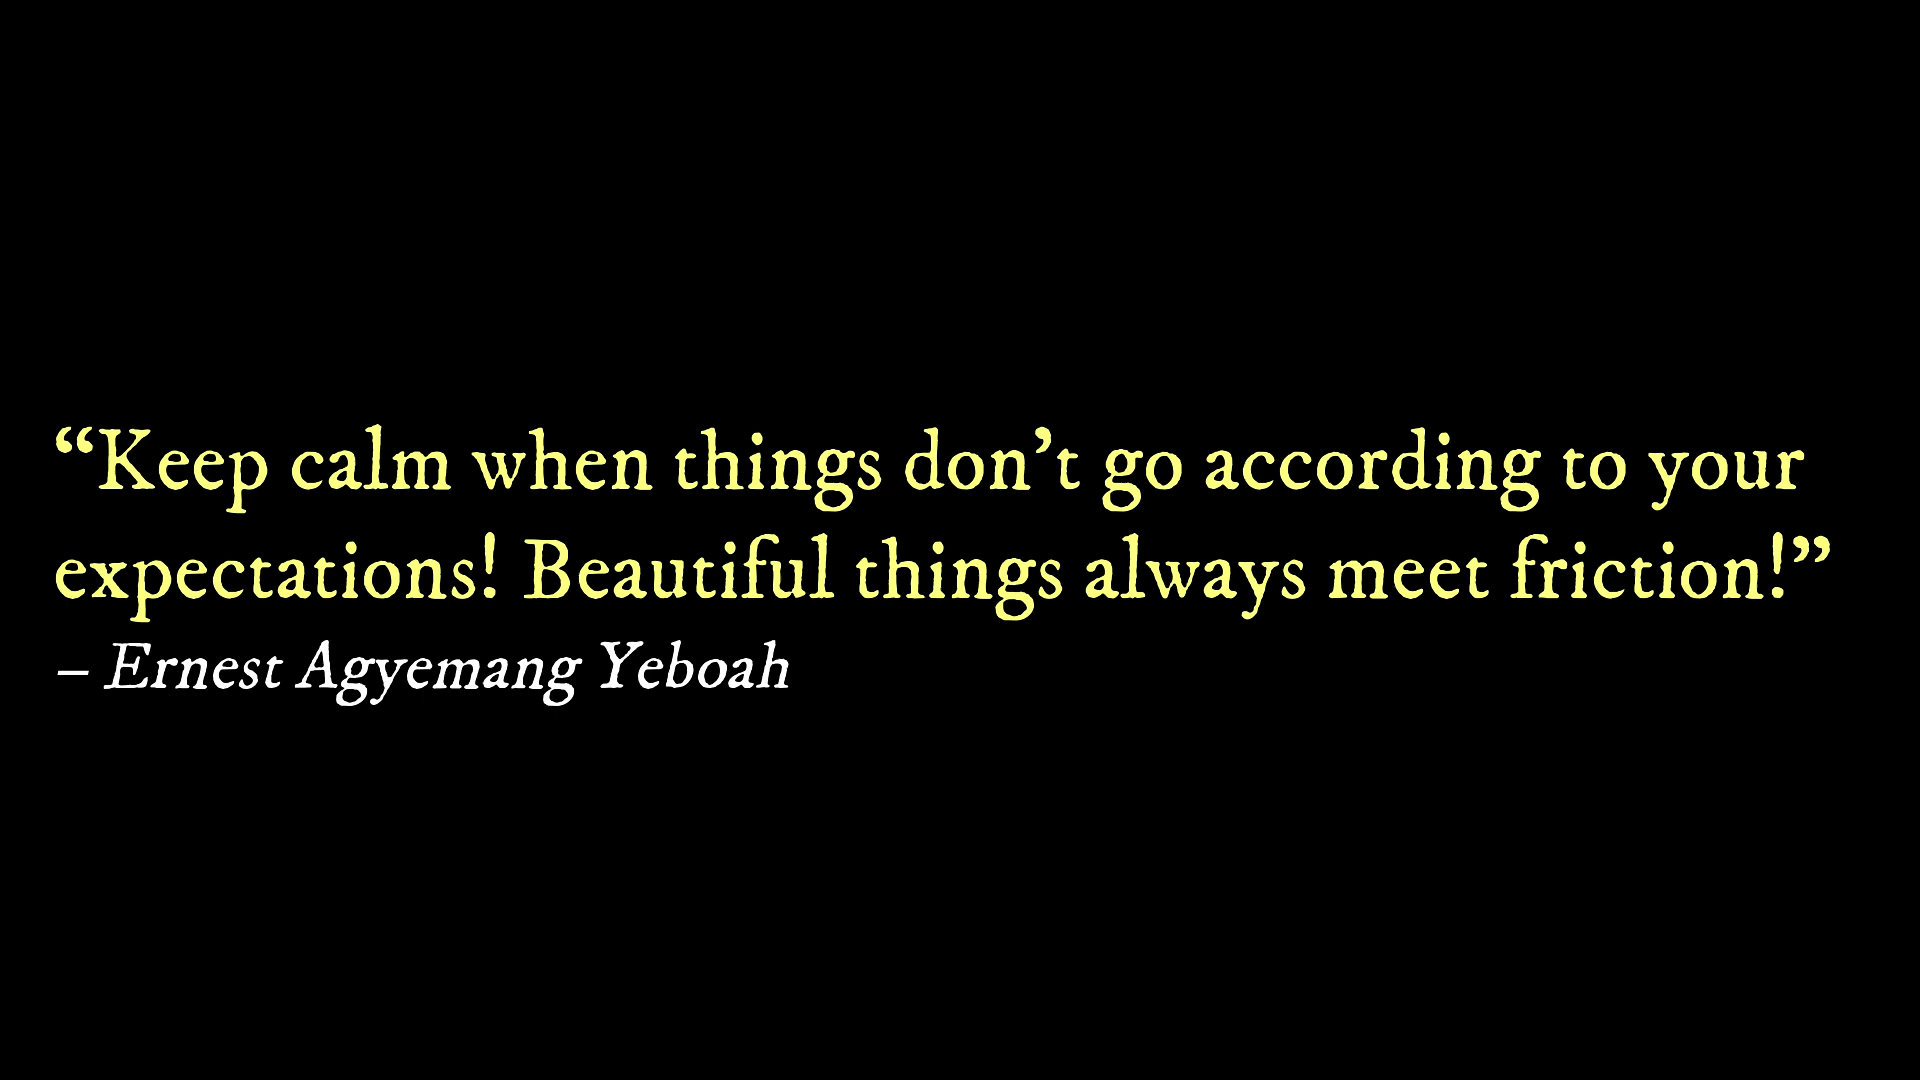 “Keep calm when things don’t go according to your
expectations! Beautiful things always meet friction!”
– Ernest Agyemang Yeboah